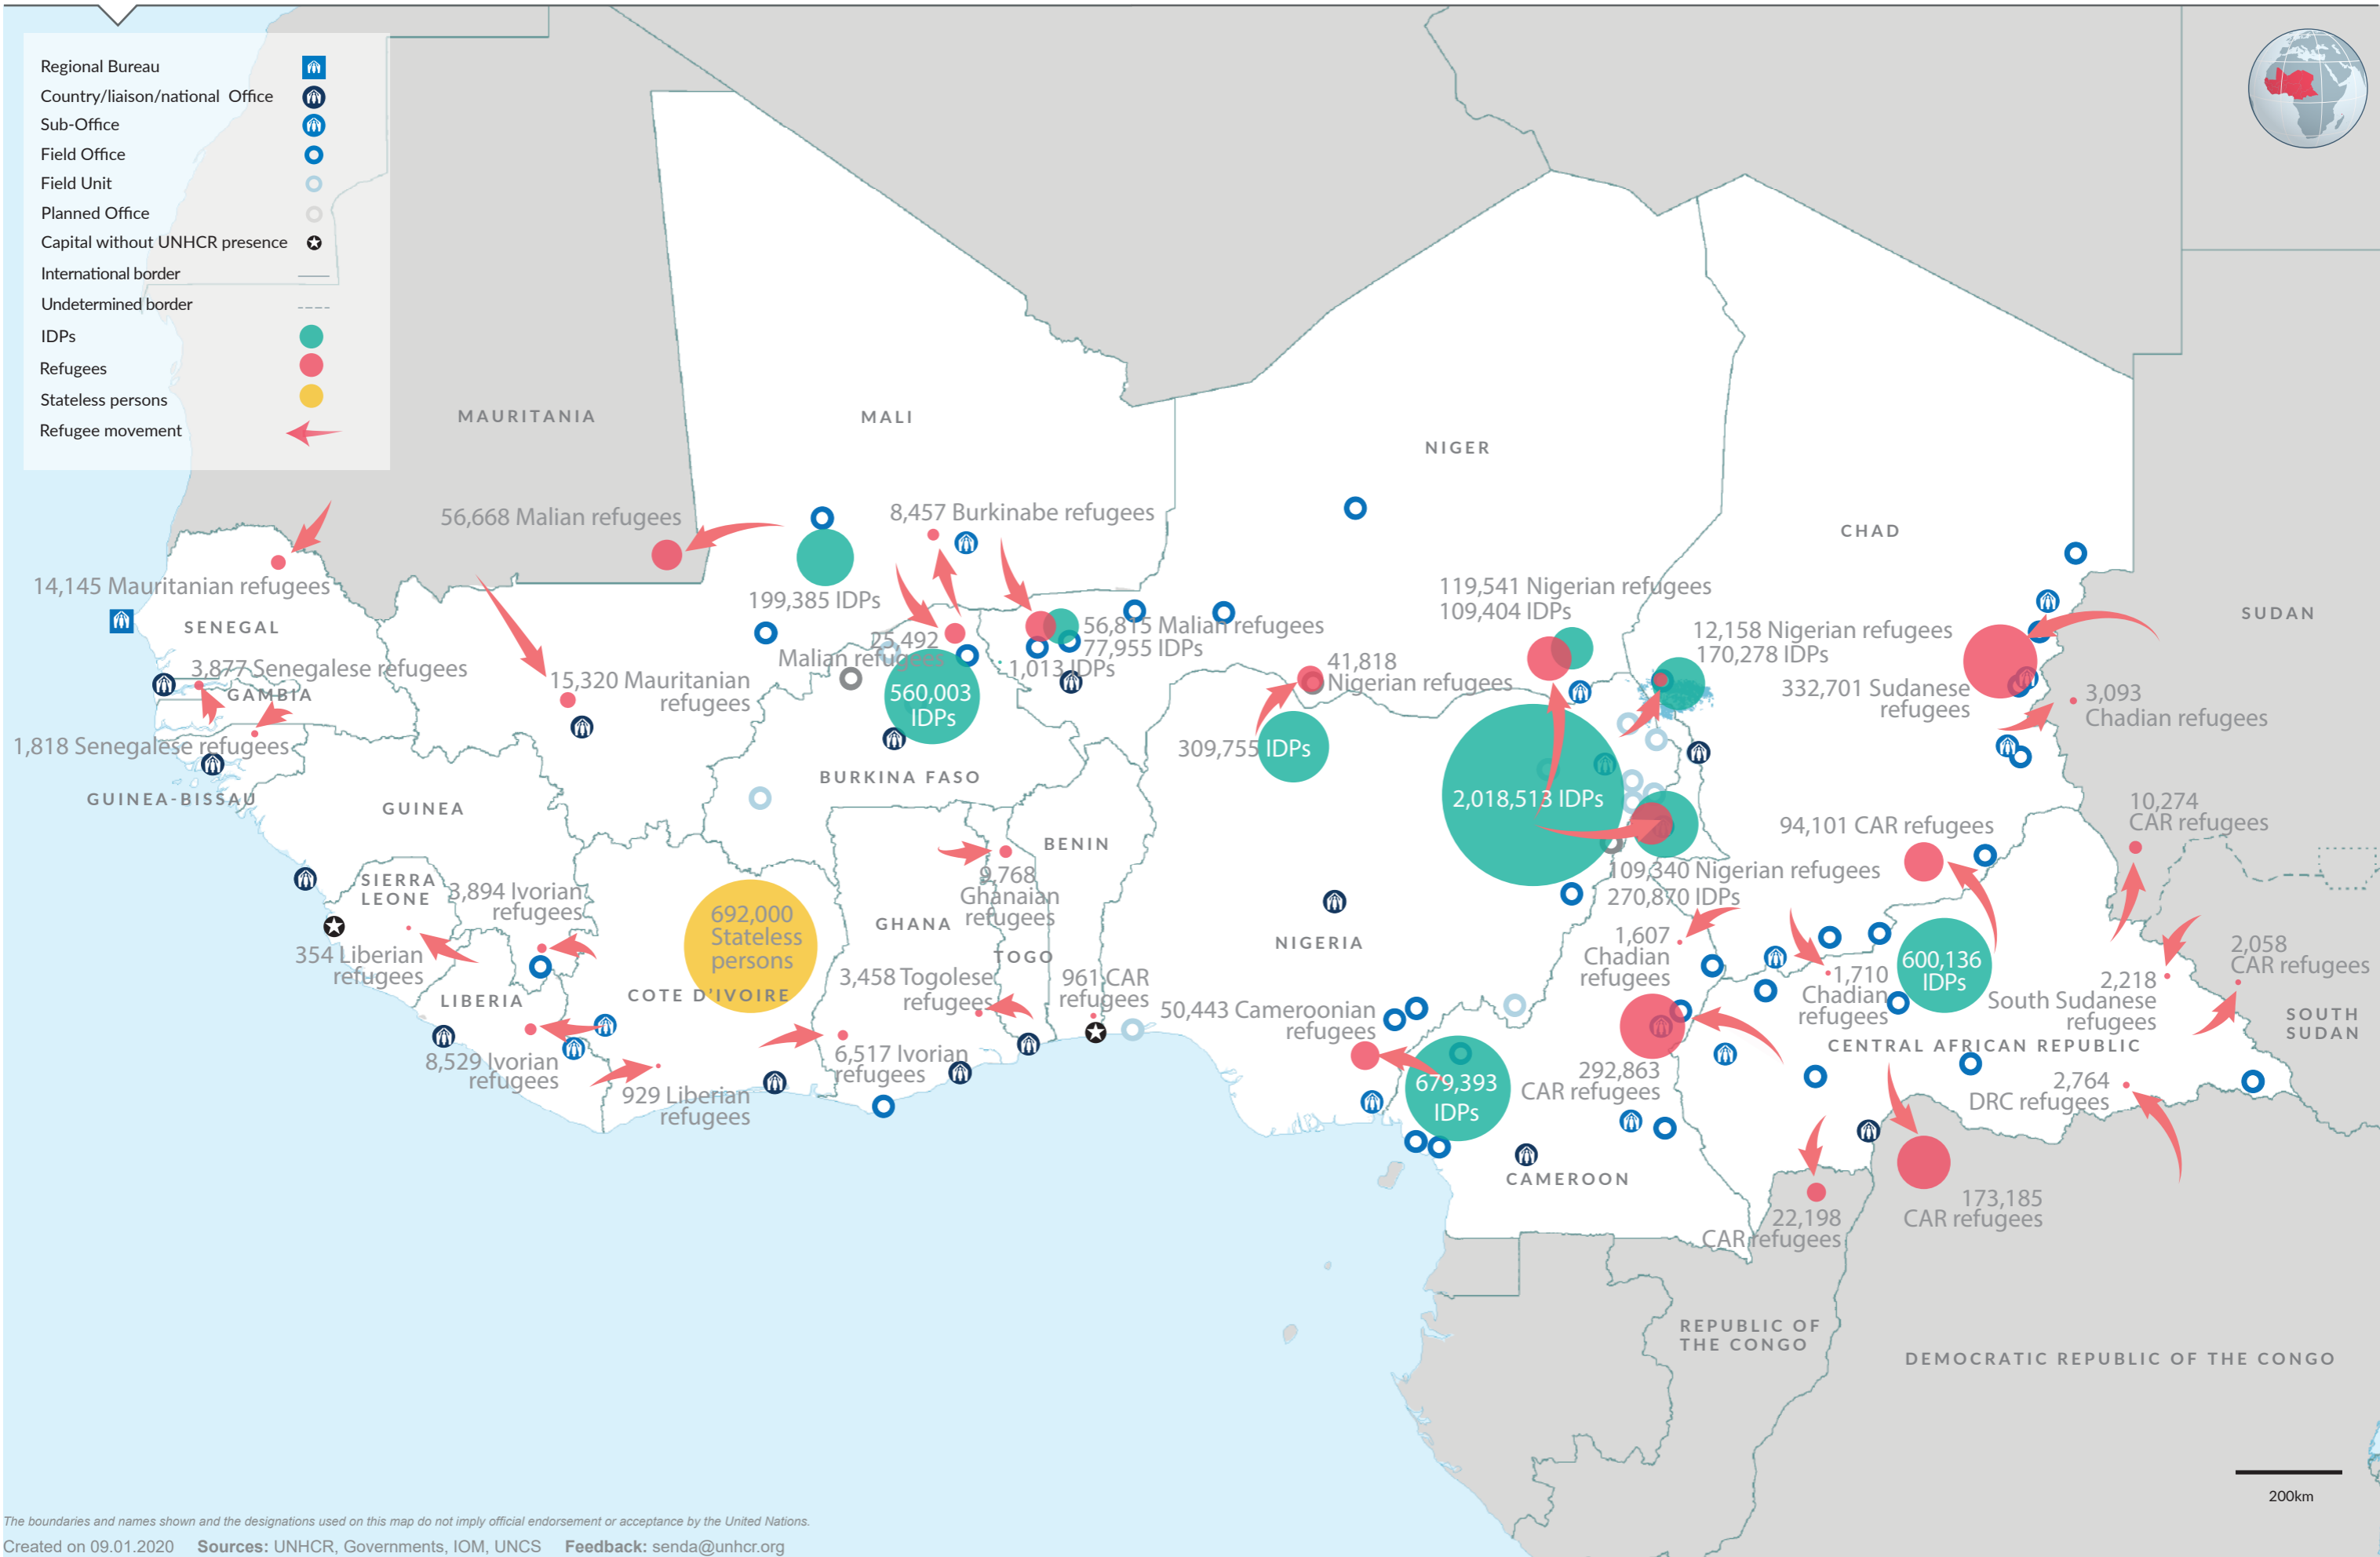 Regional Bureau
Country/liaison/national Office
Sub-Office
Field Office
Field Unit
Planned Office
Capital without UNHCR presence
International border
Undetermined border
IDPs
Refugees
Stateless persons
Refugee movement
MAURITANIA
MALI
NIGER
CHAD
SUDAN
56,668 Malian refugees
8,457 Burkinabe refugees
14,145 Mauritanian refugees
199,385 IDPs
SENEGAL
3,877 Senegalese refugees
GAMBIA
1,818 Senegalese refugees
GUINEA-BISSAU
15,320 Mauritanian
refugees
25,492
Malian refugees
560,003
IDPs
56,815 Malian refugees
77,955 IDPs
1,013 IDPs
41,818
Nigerian refugees
119,541 Nigerian refugees
109,404 IDPs
12,158 Nigerian refugees
170,278 IDPs
332,701 Sudanese
refugees
3,093
Chadian refugees
309,755 IDPs
2,018,513 IDPs
BURKINA FASO
GUINEA
BENIN
10,274
CAR refugees
94,101 CAR refugees
109,340 Nigerian refugees
270,870 IDPs
SIERRA
LEONE
3,894 Ivorian
refugees
354 Liberian
refugees
LIBERIA
8,529 Ivorian
refugees
692,000
Stateless
persons
COTE D'IVOIRE
929 Liberian
refugees
9,768
Ghanaian
refugees
GHANA
TOGO
3,458 Togolese
refugees
6,517 Ivorian
refugees
961 CAR
refugees
NIGERIA
50,443 Cameroonian
refugees
679,393
IDPs
1,607
Chadian
refugees
292,863
CAR refugees
1,710
Chadian
refugees
600,136
IDPs
2,218
South Sudanese
refugees
2,058
CAR refugees
SOUTH
SUDAN
CENTRAL AFRICAN REPUBLIC
2,764
DRC refugees
CAMEROON
22,198
CAR refugees
173,185
CAR refugees
REPUBLIC OF
THE CONGO
DEMOCRATIC REPUBLIC OF THE CONGO
200km
The boundaries and names shown and the designations used on this map do not imply official endorsement or acceptance by the United Nations.
Created on 09.01.2020 Sources: UNHCR, Governments, IOM, UNCS Feedback: senda@unhcr.org